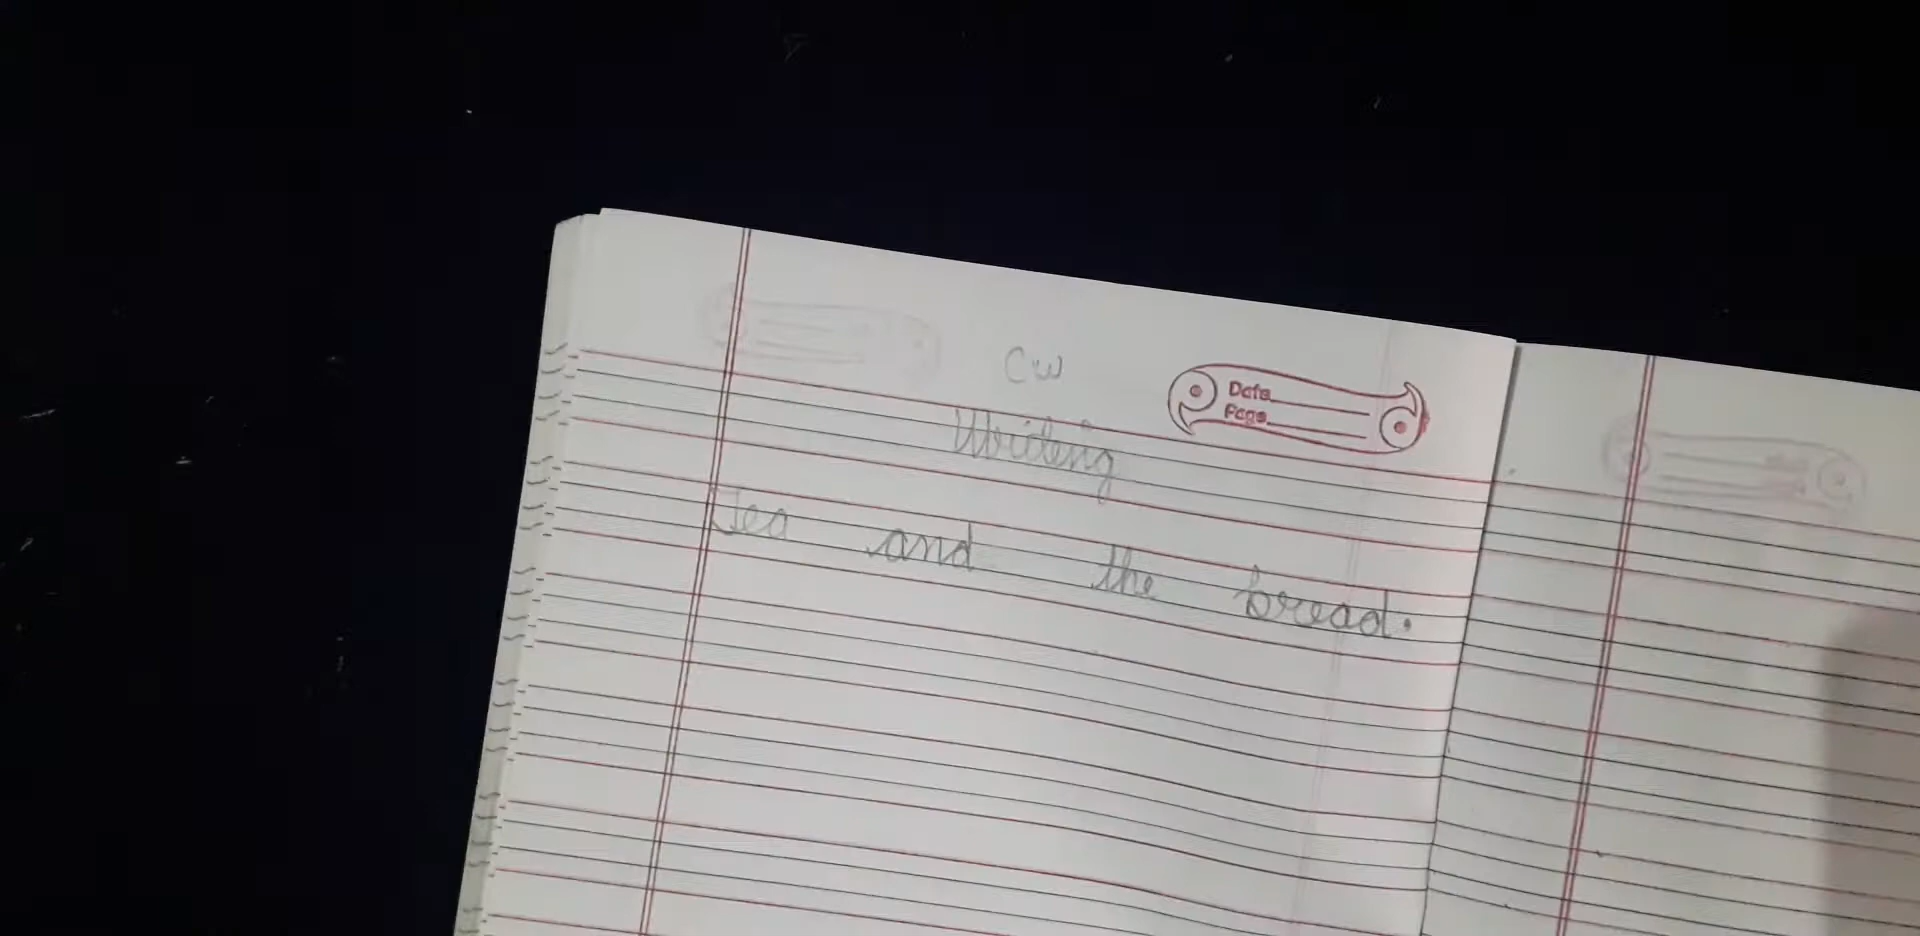 CW
Date
Page
Writing
Tea and the bread.